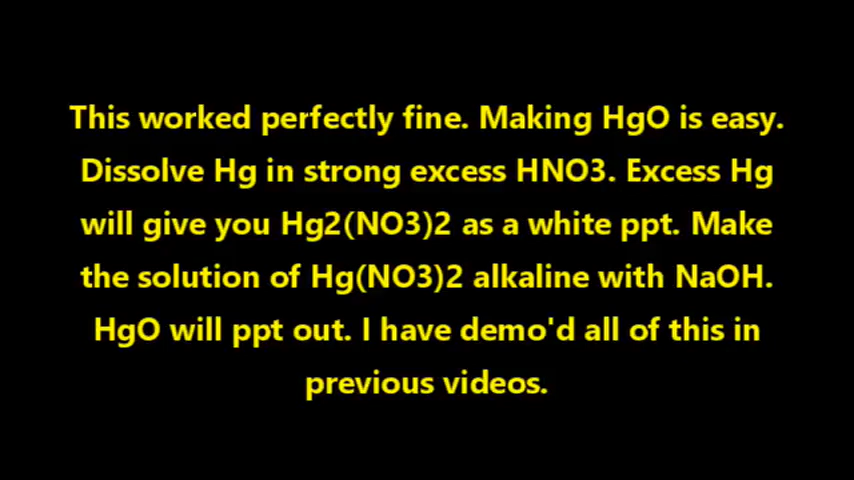 This worked perfectly fine. Making HgO is easy.
Dissolve Hg in strong excess HNO3. Excess Hg
will give you Hg2(NO3)2 as a white ppt. Make
the solution of Hg(NO3)2 alkaline with NaOH.
HgO will ppt out. I have demo'd all of this in
previous videos.